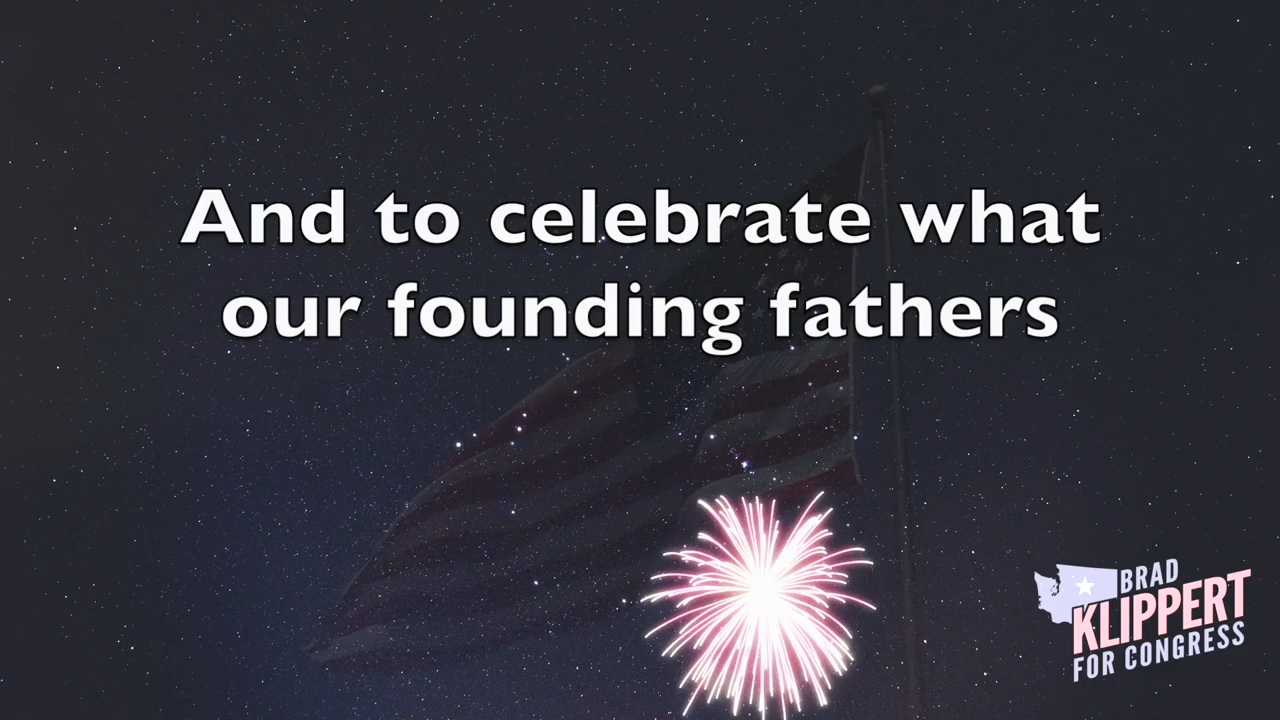 And to celebrate what
our founding fathers
BRAD
KLIPPERT
FOR CONGRESS